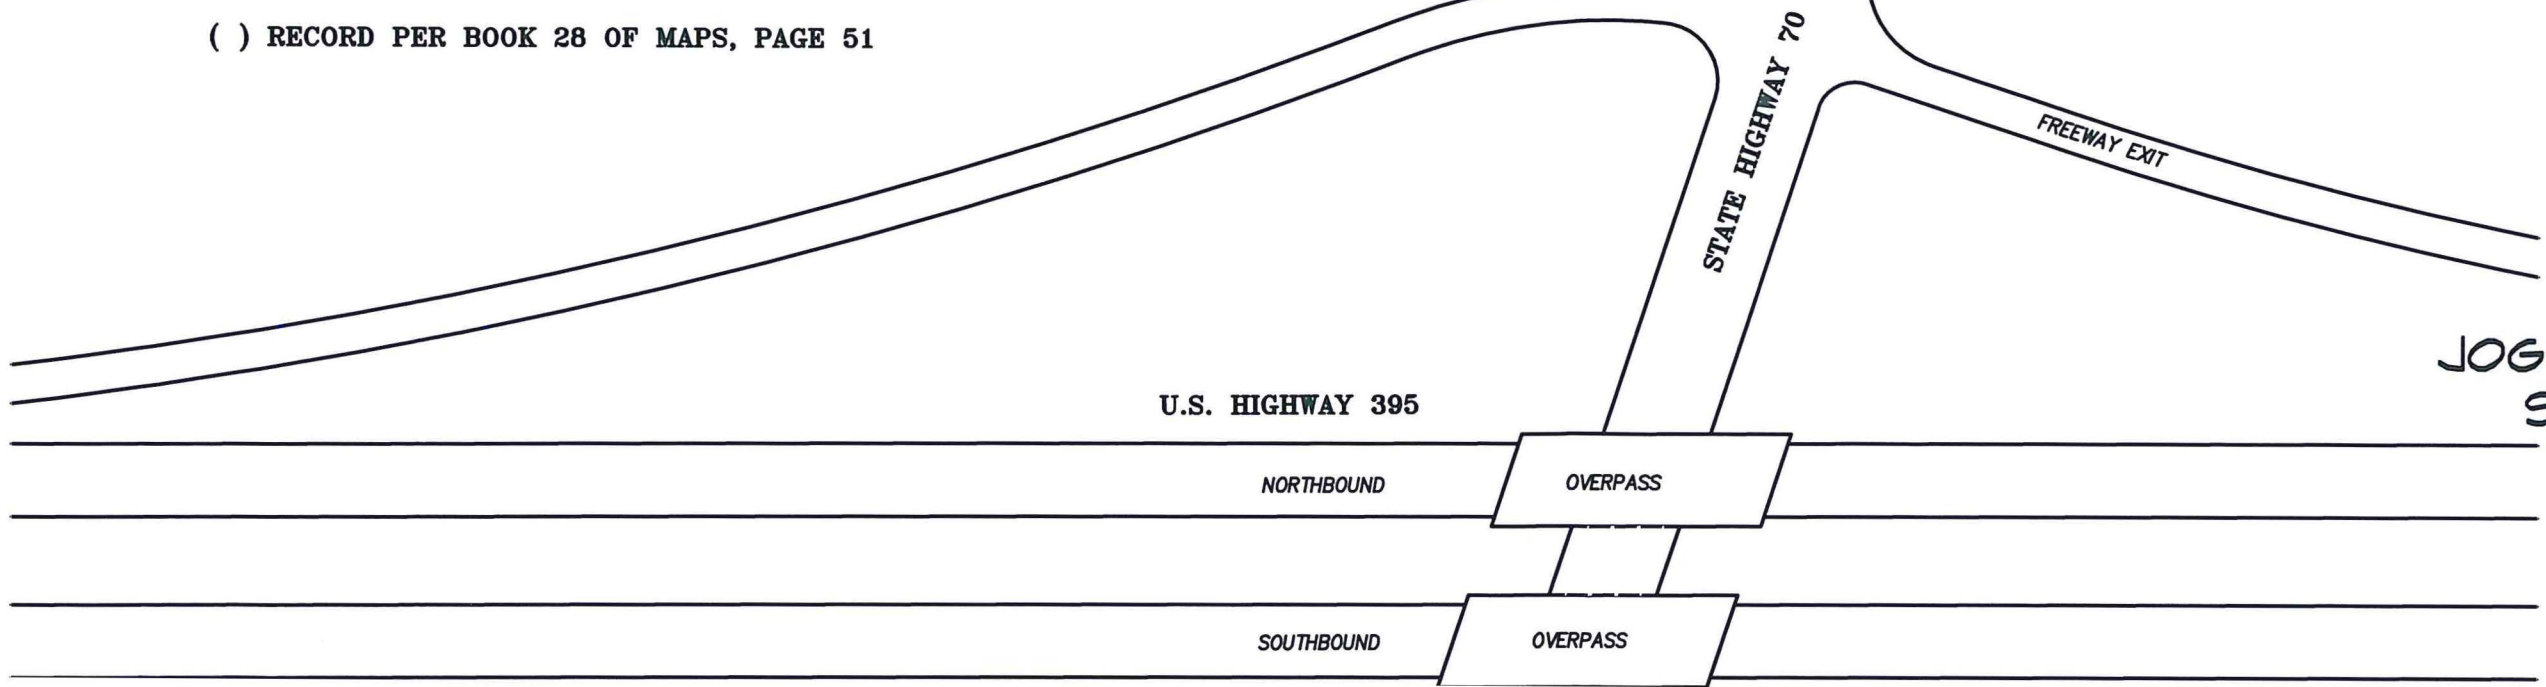 ( ) RECORD PER BOOK 28 OF MAPS, PAGE 51
STATE HIGHWAY 70
FREEWAY EXIT
JOG
S
U.S. HIGHWAY 395
NORTHBOUND
OVERPASS
SOUTHBOUND
OVERPASS